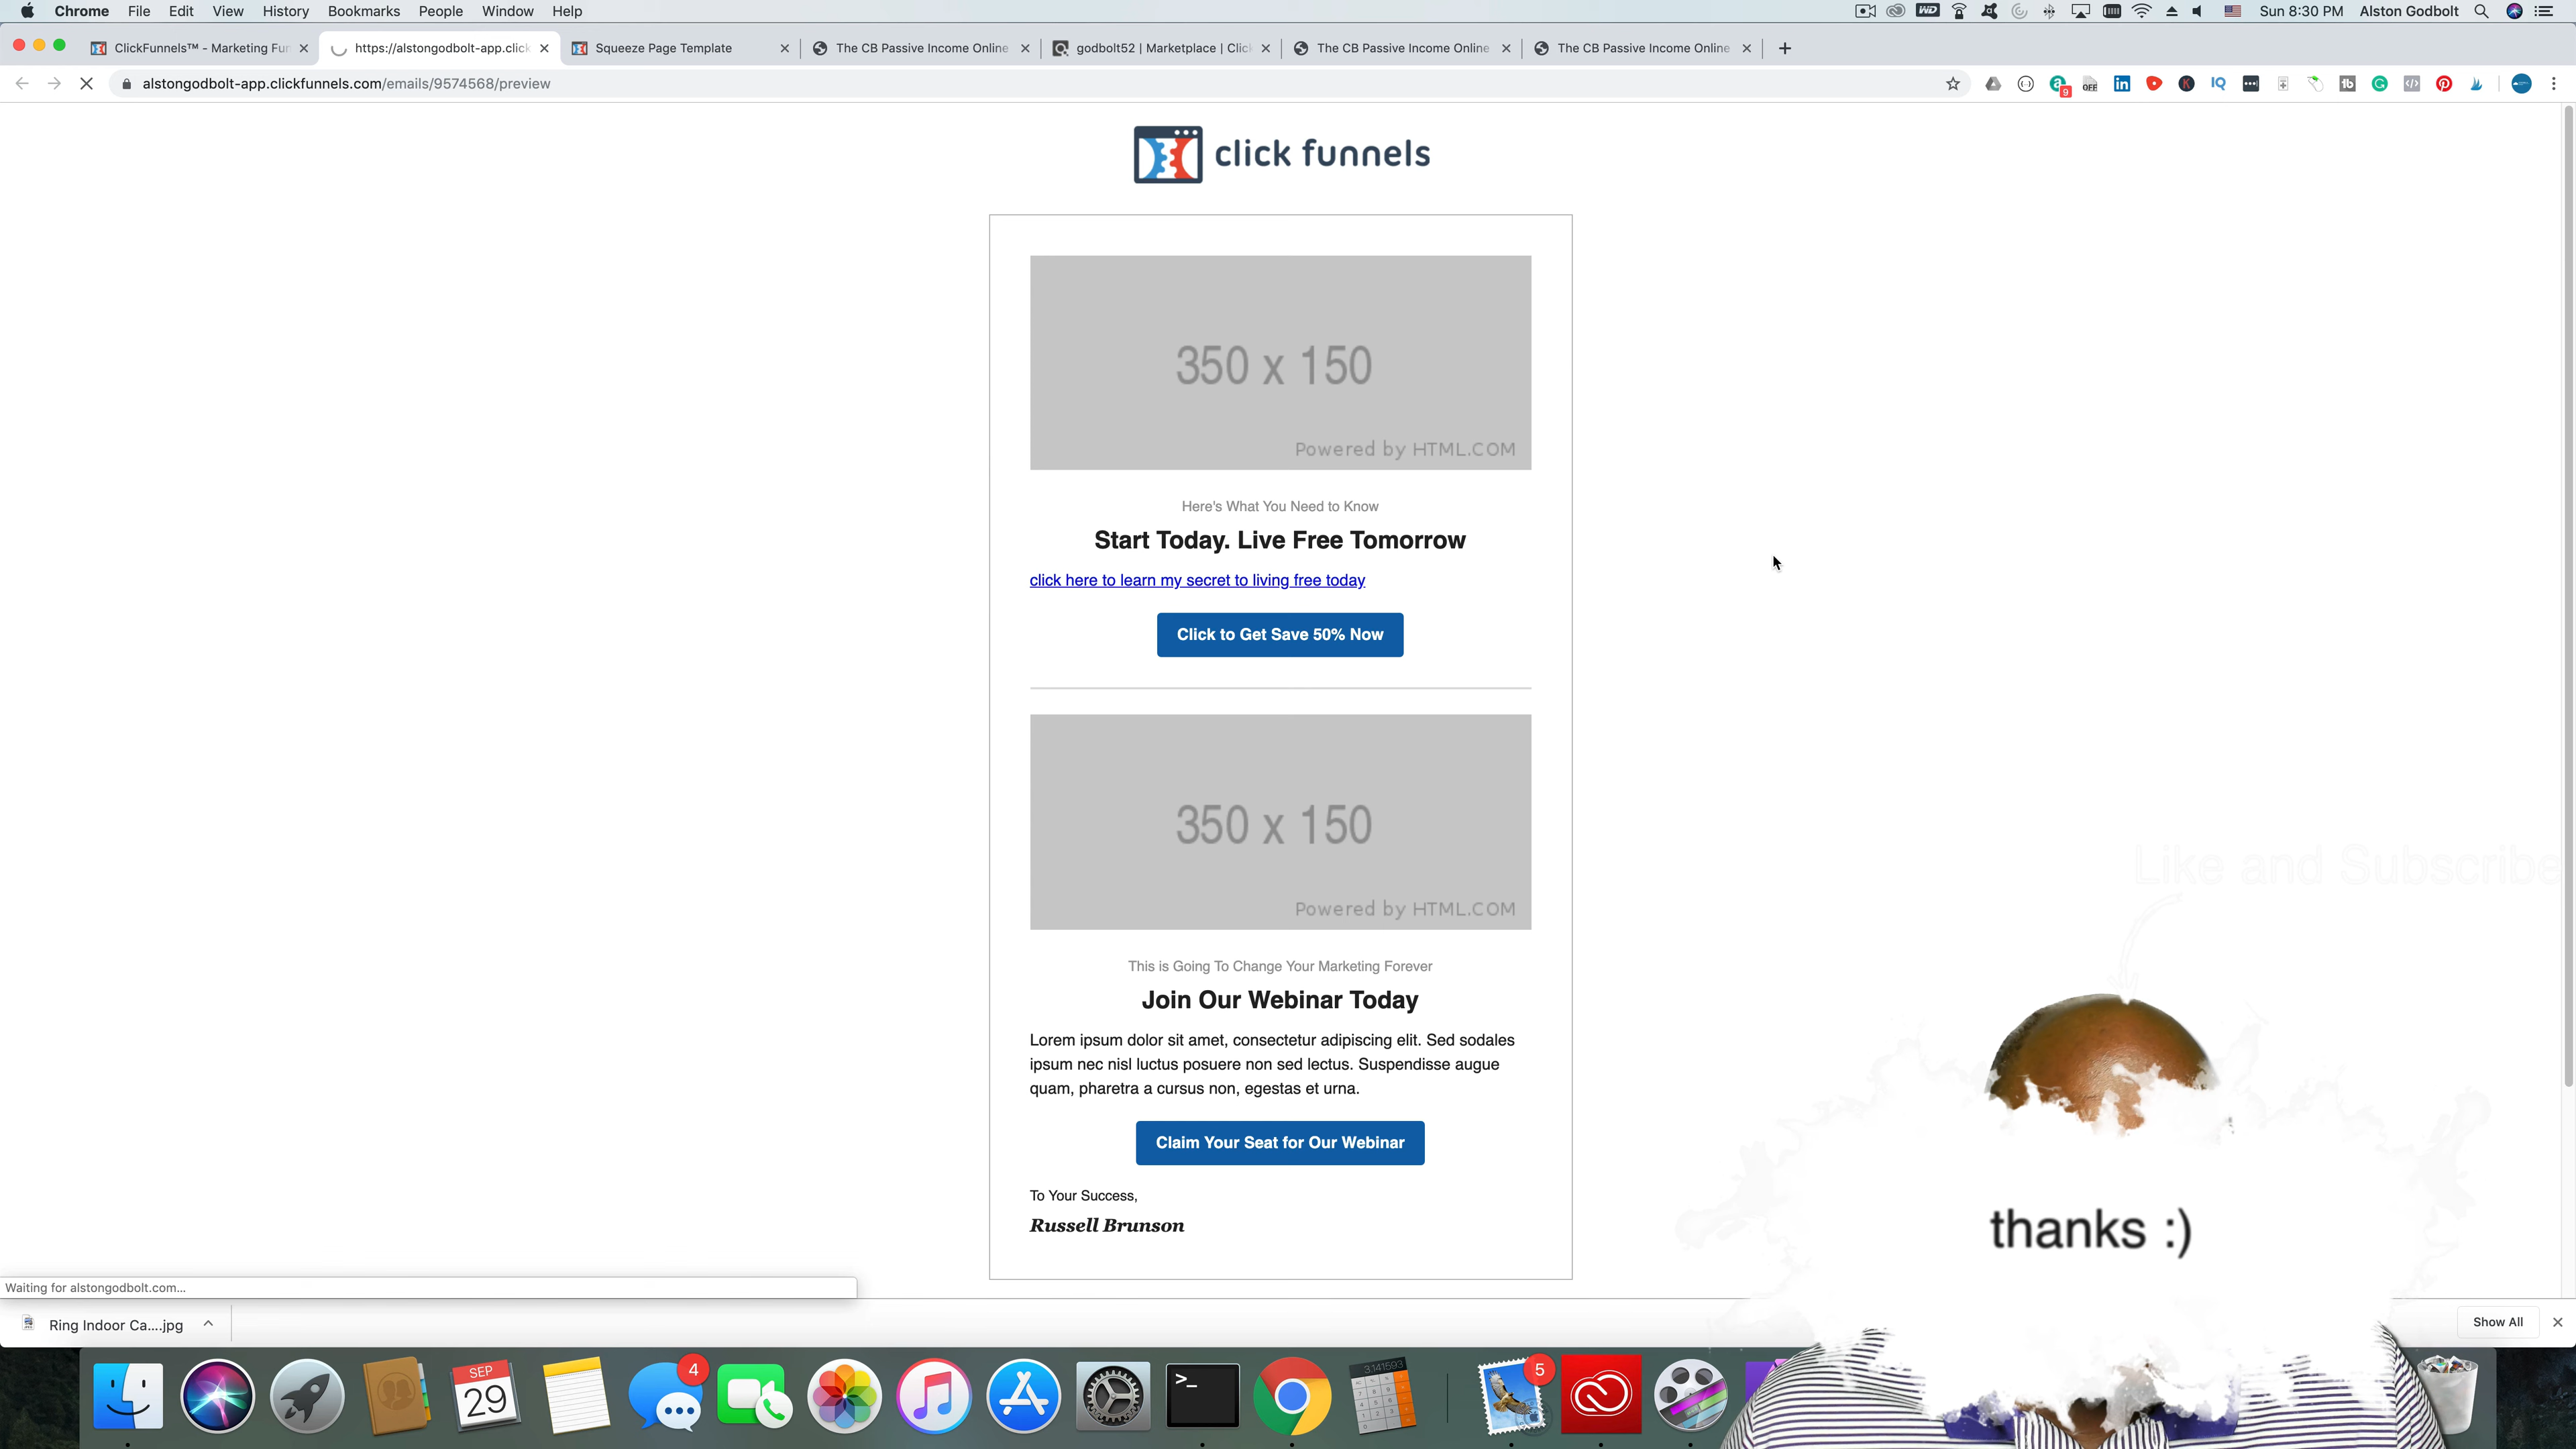 Chrome File Edit View History Bookmarks People Window Help
Sun 8:30 PM Alston Godbolt
ClickFunnels™ - Marketing Fun
https://alstongodbolt-app.click
Squeeze Page Template
The CB Passive Income Online
godbolt52 | Marketplace | Click
The CB Passive Income Online
The CB Passive Income Online
alstongodbolt-app.clickfunnels.com/emails/9574568/preview
click funnels
350 x 150
Powered by HTML.COM
Here's What You Need to Know
Start Today. Live Free Tomorrow
click here to learn my secret to living free today
Click to Get Save 50% Now
350 x 150
Powered by HTML.COM
This is Going To Change Your Marketing Forever
Join Our Webinar Today
Lorem ipsum dolor sit amet, consectetur adipiscing elit. Sed sodales
ipsum nec nisl luctus posuere non sed lectus. Suspendisse augue
quam, pharetra a cursus non, egestas et urna.
Claim Your Seat for Our Webinar
To Your Success,
Russell Brunson
Like and Subscribe
thanks :)
Waiting for alstongodbolt.com...
Ring Indoor Ca....jpg
Show All
SEP
29
4
3.141593
5